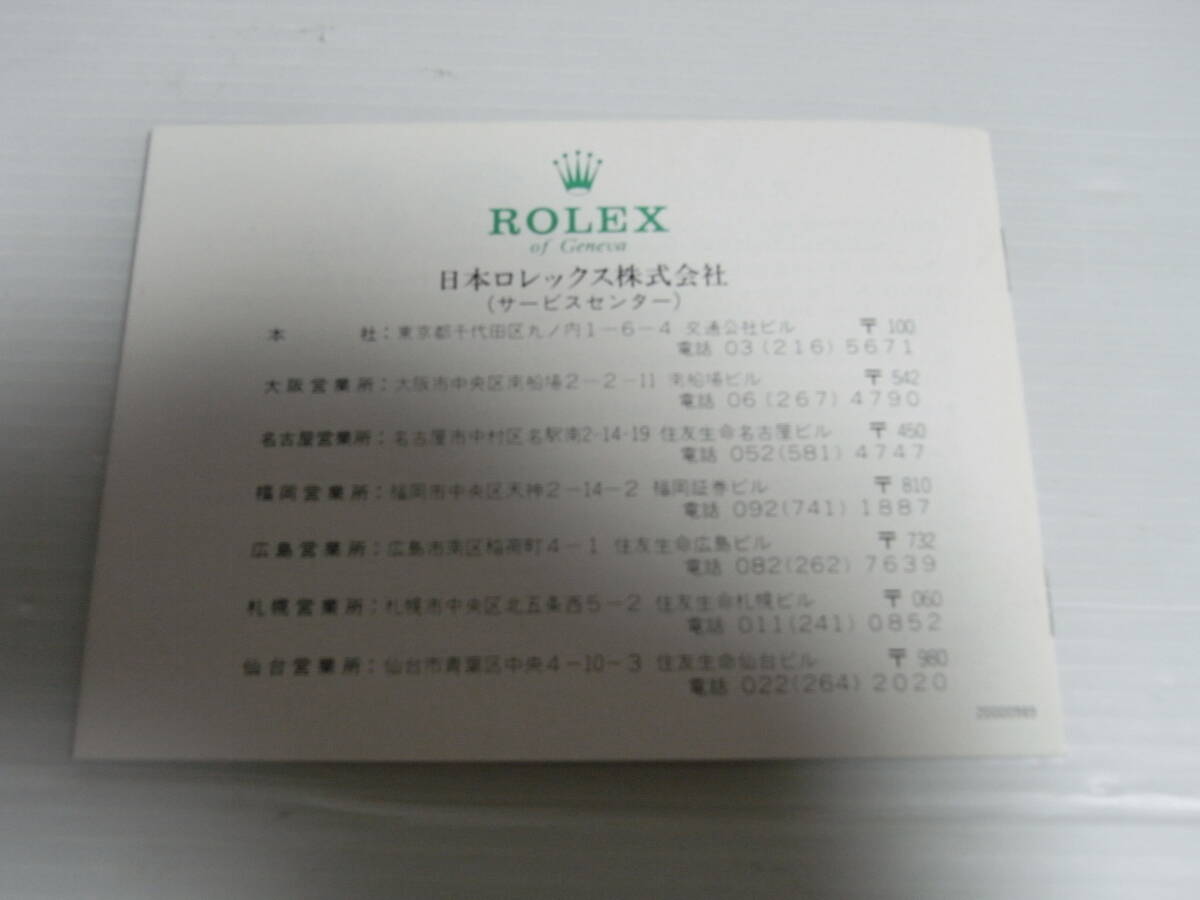 ROLEX
of Geneva
日本ロレックス株式会社
(サービスセンター)
本 社:東京都千代田区丸ノ内1-6-4 交通公社ビル 〒100
電話 03(216)5671
大阪営業所:大阪市中央区南船場2-2-11 南船場ビル 〒542
電話 06(267)4790
名古屋営業所:名古屋市中村区名駅南2-14-19 住友生命名古屋ビル 〒450
電話 052(581)4747
福岡営業所:福岡市中央区天神2-14-2 福岡証券ビル 〒810
電話 092(741)1887
広島営業所:広島市南区稲荷町4-1 住友生命広島ビル 〒732
電話 082(262)7639
札幌営業所:札幌市中央区北五条西5-2 住友生命札幌ビル 〒060
電話 011(241)0852
仙台営業所:仙台市青葉区中央4-10-3 住友生命仙台ビル 〒980
電話 022(264)2020